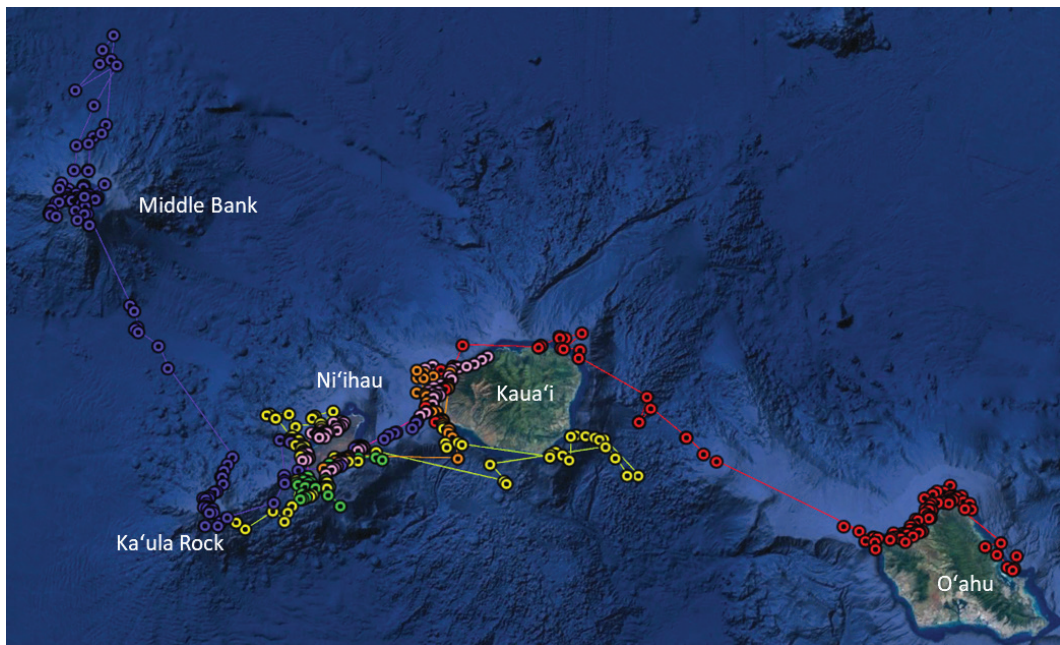 Middle Bank
Ni‘ihau
Kaua‘i
Ka‘ula Rock
O‘ahu